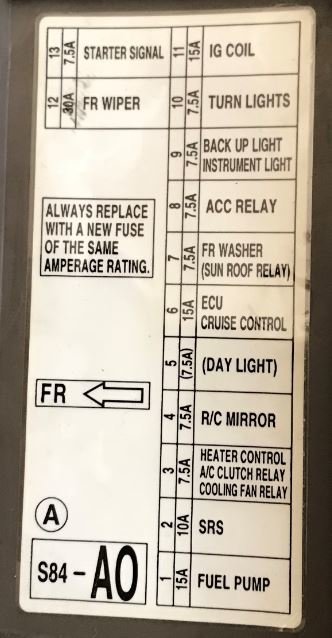 13 7.5A STARTER SIGNAL 11 15A IG COIL
12 30A FR WIPER 10 7.5A TURN LIGHTS
9 7.5A BACK UP LIGHT
INSTRUMENT LIGHT
8 7.5A ACC RELAY
ALWAYS REPLACE
WITH A NEW FUSE
OF THE SAME
AMPERAGE RATING.
7 7.5A FR WASHER
(SUN ROOF RELAY)
6 15A ECU
CRUISE CONTROL
5 (7.5A) (DAY LIGHT)
FR
4 7.5A R/C MIRROR
3 7.5A HEATER CONTROL
A/C CLUTCH RELAY
COOLING FAN RELAY
A
2 10A SRS
S84-A0
1 15A FUEL PUMP